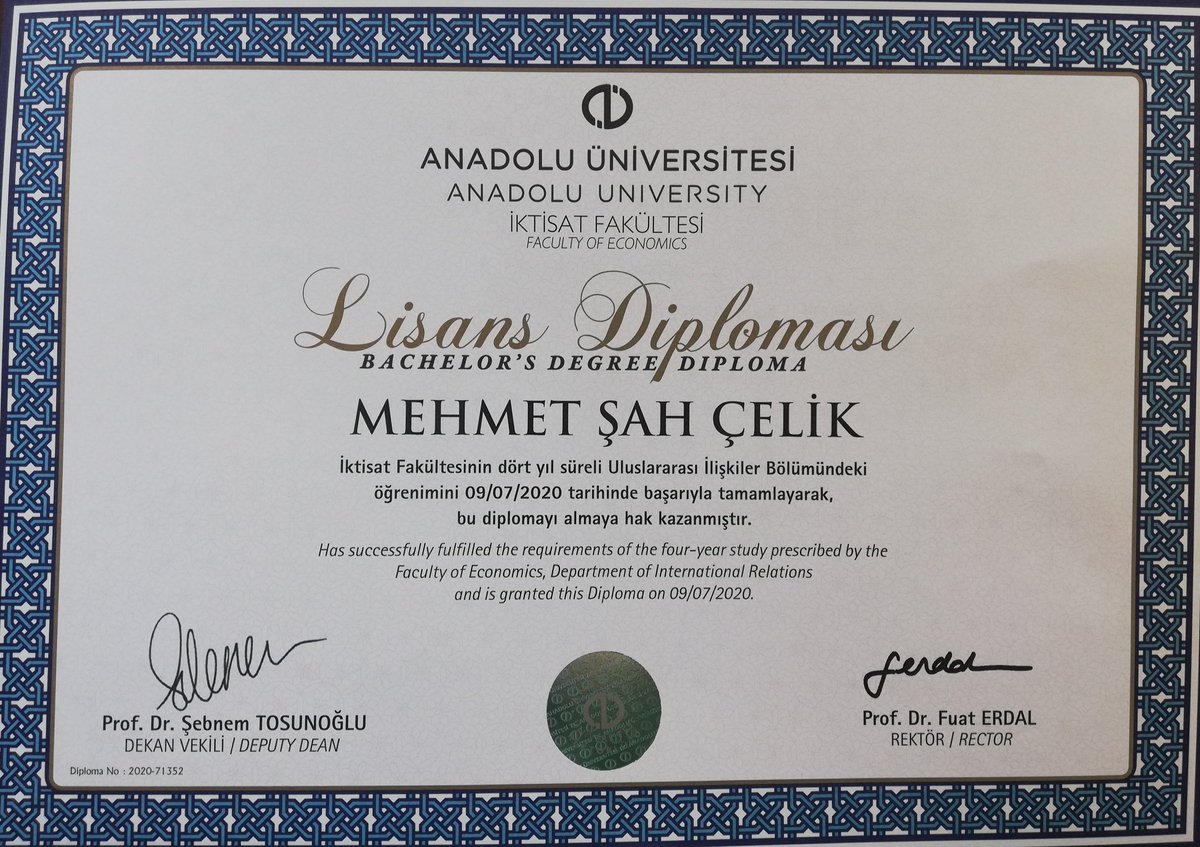 ANADOLU ÜNİVERSİTESİ
ANADOLU UNIVERSITY
İKTİSAT FAKÜLTESİ
FACULTY OF ECONOMICS
Lisans Diploması
BACHELOR'S DEGREE DIPLOMA
MEHMET ŞAH ÇELİK
İktisat Fakültesinin dört yıl süreli Uluslararası İlişkiler Bölümündeki
öğrenimini 09/07/2020 tarihinde başarıyla tamamlayarak,
bu diplomayı almaya hak kazanmıştır.
Has successfully fulfilled the requirements of the four-year study prescribed by the
Faculty of Economics, Department of International Relations
and is granted this Diploma on 09/07/2020.
Prof. Dr. Şebnem TOSUNOĞLU
DEKAN VEKİLİ / DEPUTY DEAN
Prof. Dr. Fuat ERDAL
REKTÖR / RECTOR
Diploma No : 2020-71352